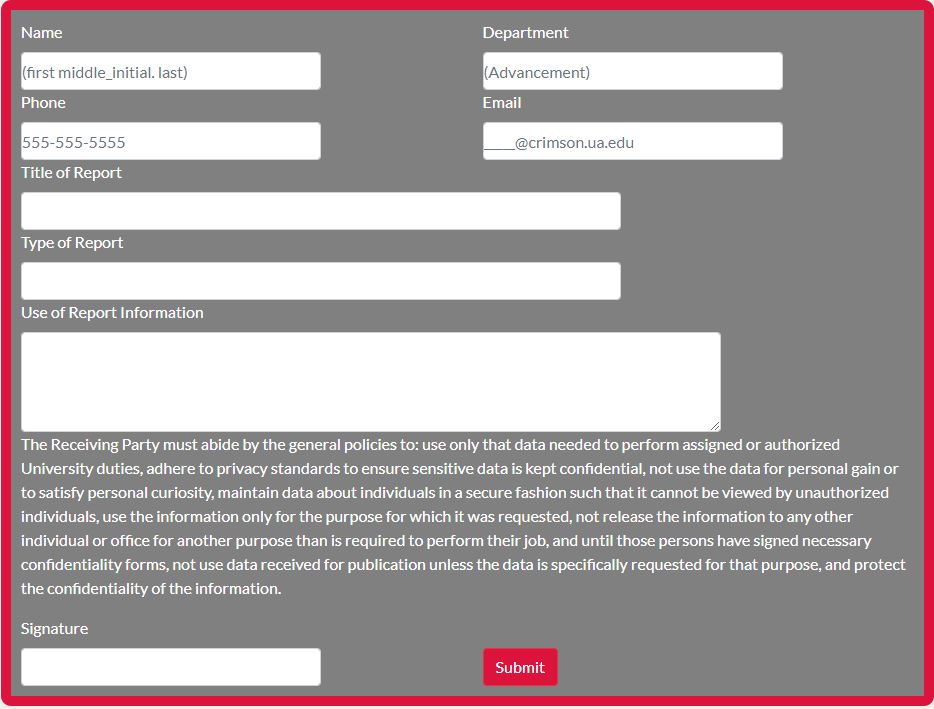 Name Department
(first middle_initial. last) (Advancement)
Phone Email
555-555-5555 _____@crimson.ua.edu
Title of Report
Type of Report
Use of Report Information
The Receiving Party must abide by the general policies to: use only that data needed to perform assigned or authorized
University duties, adhere to privacy standards to ensure sensitive data is kept confidential, not use the data for personal gain or
to satisfy personal curiosity, maintain data about individuals in a secure fashion such that it cannot be viewed by unauthorized
individuals, use the information only for the purpose for which it was requested, not release the information to any other
individual or office for another purpose than is required to perform their job, and until those persons have signed necessary
confidentiality forms, not use data received for publication unless the data is specifically requested for that purpose, and protect
the confidentiality of the information.
Signature
Submit